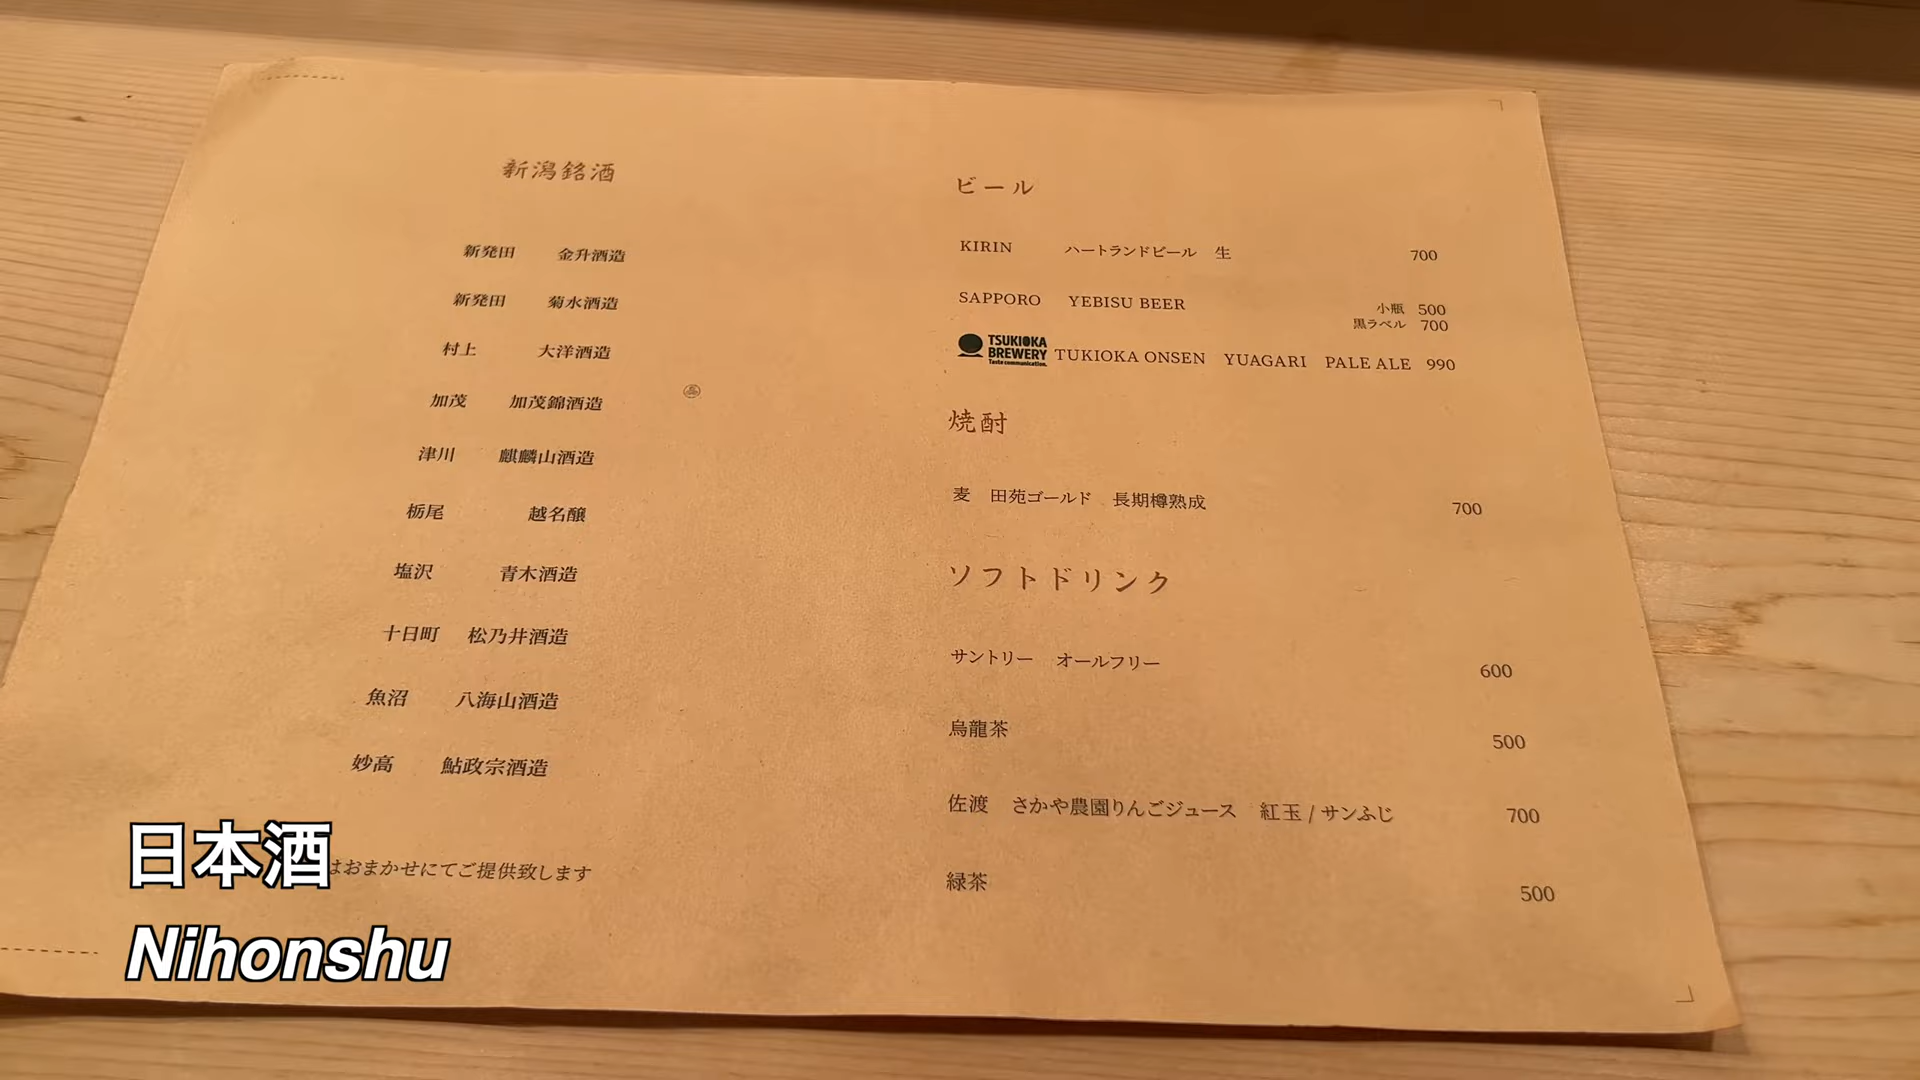 新潟銘酒
新発田 金升酒造
新発田 菊水酒造
村上 大洋酒造
加茂 加茂錦酒造
津川 麒麟山酒造
栃尾 越名醸
塩沢 青木酒造
十日町 松乃井酒造
魚沼 八海山酒造
妙高 鮎政宗酒造
はおまかせにてご提供致します
ビール
KIRIN ハートランドビール 生 700
SAPPORO YEBISU BEER 小瓶 500
黒ラベル 700
TSUKIOKA
BREWERY
Taste communication.
TUKIOKA ONSEN YUAGARI PALE ALE 990
焼酎
麦 田苑ゴールド 長期樽熟成 700
ソフトドリンク
サントリー オールフリー 600
烏龍茶 500
佐渡 さかや農園りんごジュース 紅玉 / サンふじ 700
緑茶 500
日本酒
Nihonshu